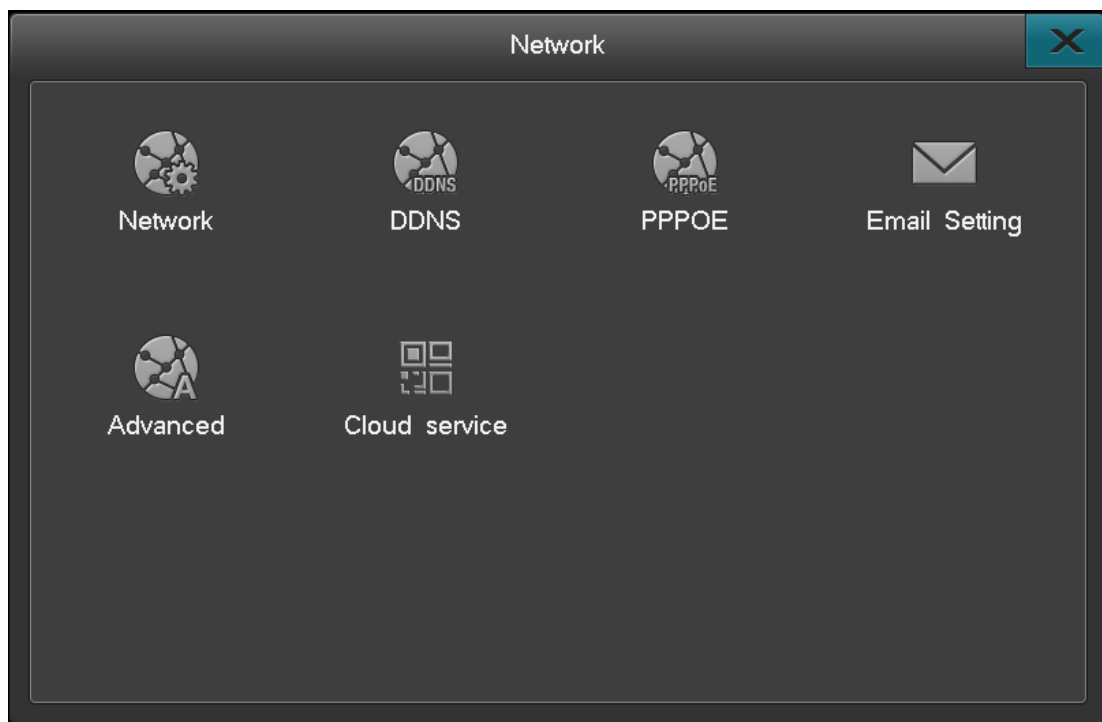 Network
DDNS
PPPoE
Network
DDNS
PPPOE
Email Setting
A
Advanced
Cloud service